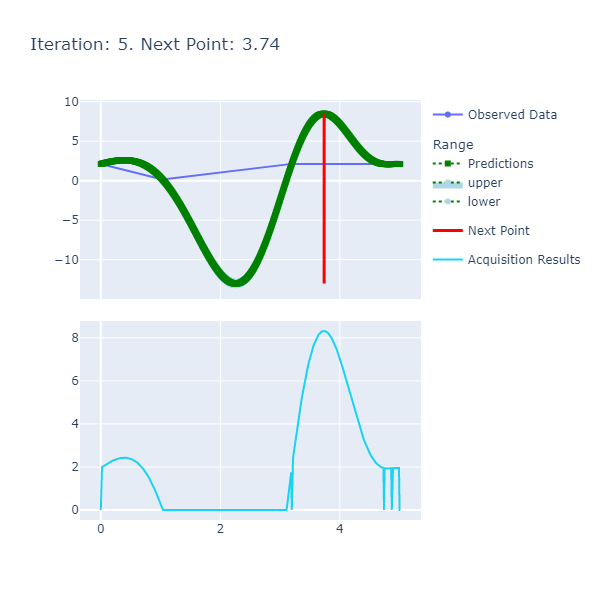 Iteration: 5. Next Point: 3.74
10
5
0
−5
−10
Observed Data
Range
Predictions
upper
lower
Next Point
Acquisition Results
8
6
4
2
0
0 2 4